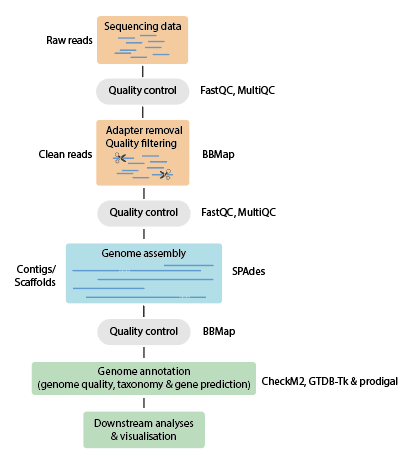 Sequencing data
Raw reads
Quality control
FastQC, MultiQC
Adapter removal
Quality filtering
Clean reads
BBMap
Quality control
FastQC, MultiQC
Genome assembly
Contigs/
Scaffolds
SPAdes
Quality control
BBMap
Genome annotation
(genome quality, taxonomy & gene prediction)
CheckM2, GTDB-Tk & prodigal
Downstream analyses
& visualisation